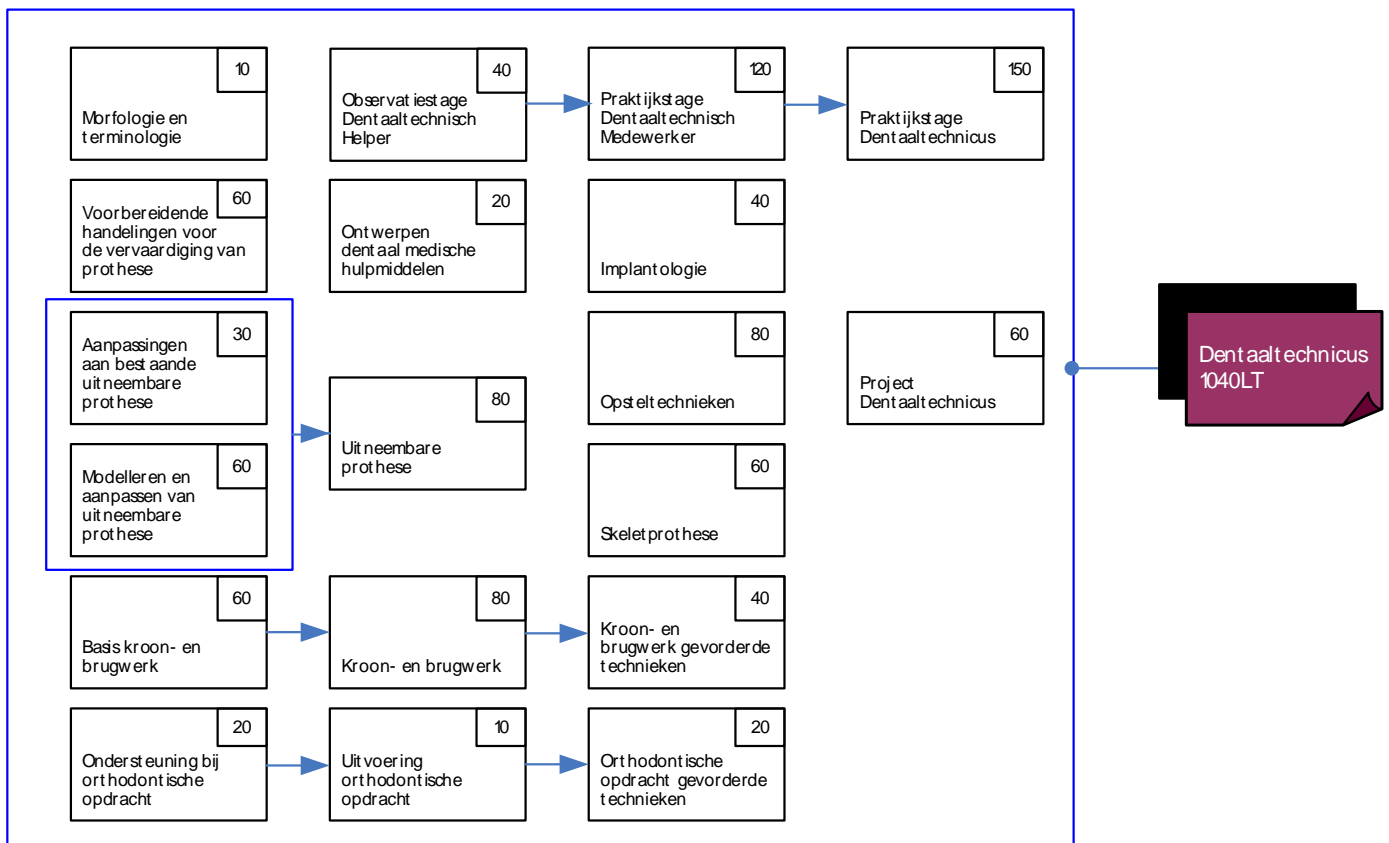 10
Morfologie en
terminologie
40
Observatiestage
Dentaaltechnisch
Helper
120
Praktijkstage
Dentaaltechnisch
Medewerker
150
Praktijkstage
Dentaaltechnicus
60
Voorbereidende
handelingen voor
de vervaardiging van
prothese
20
Ontwerpen
dentaal medische
hulpmiddelen
40
Implantologie
30
Aanpassingen
aan bestaande
uitneembare
prothese
80
Uitneembare
prothese
80
Opsteltechnieken
60
Project
Dentaaltechnicus
Dentaaltechnicus
1040LT
60
Modelleren en
aanpassen van
uitneembare
prothese
60
Skeletprothese
60
Basis kroon- en
brugwerk
80
Kroon- en brugwerk
40
Kroon- en
brugwerk gevorderde
technieken
20
Ondersteuning bij
orthodontische
opdracht
10
Uitvoering
orthodontische
opdracht
20
Orthodontische
opdracht gevorderde
technieken